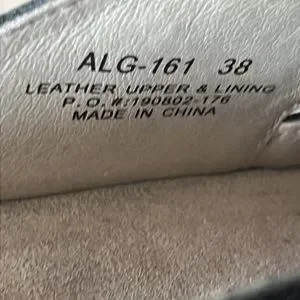 ALG-161 38
LEATHER UPPER & LINING
P.O.#:190802-176
MADE IN CHINA